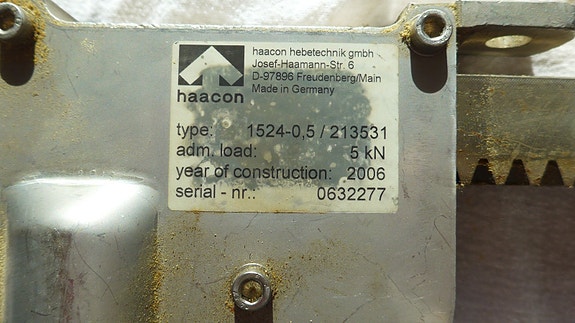 haacon hebetechnik gmbh
Josef-Haamann-Str. 6
D-97896 Freudenberg/Main
Made in Germany
haacon
type: 1524-0,5 / 213531
adm. load: 5 kN
year of construction: 2006
serial - nr.: 0632277